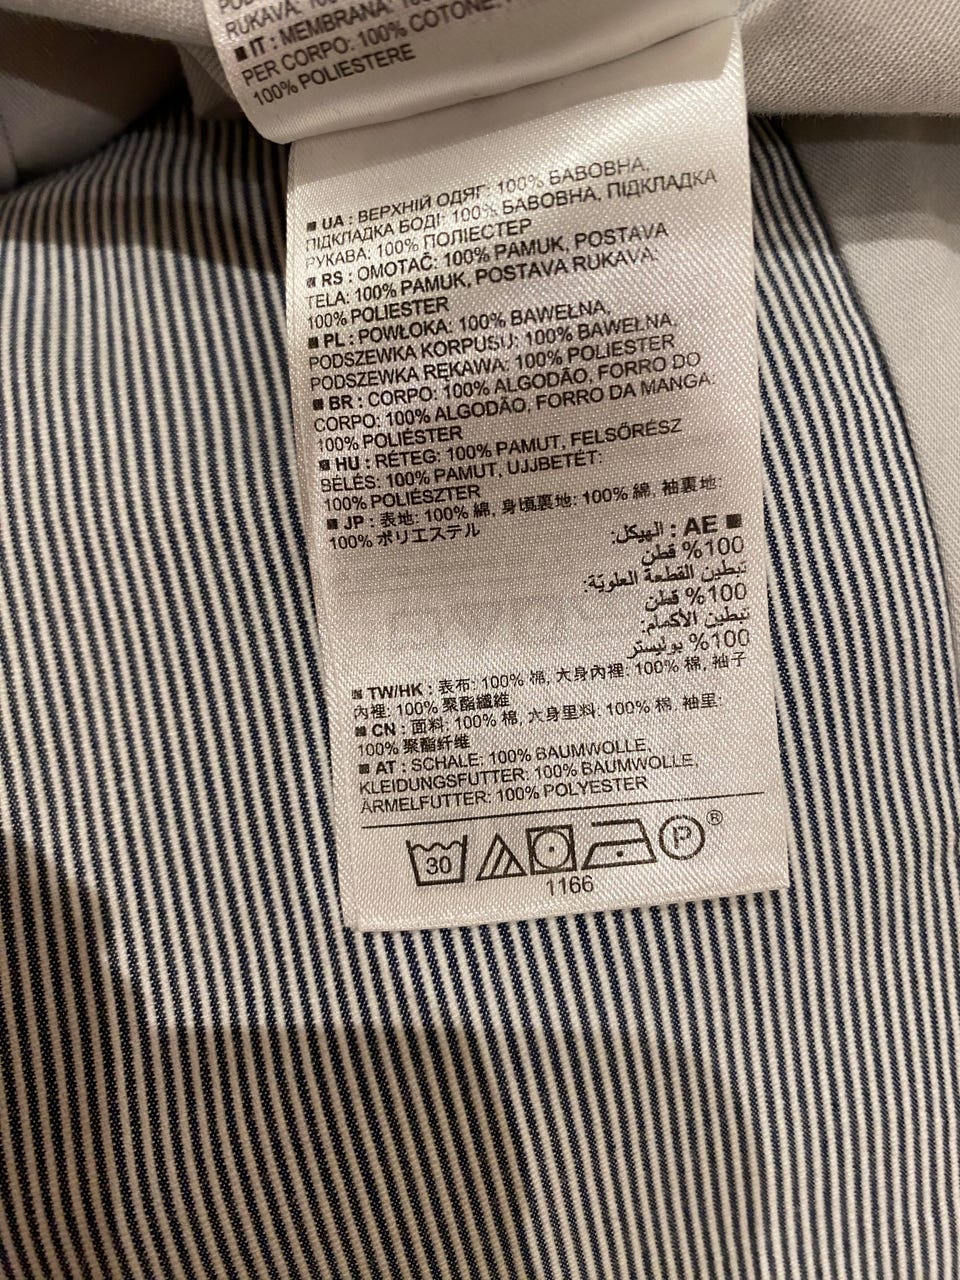 RUKAVA:
■ IT : MEMBRANA:
PER CORPO: 100% COTONE,
100% POLIESTERE
■ UA : ВЕРХНІЙ ОДЯГ: 100% БАВОВНА,
ПІДКЛАДКА БОДІ: 100% БАВОВНА, ПІДКЛАДКА
РУКАВА: 100% ПОЛІЕСТЕР
■ RS : OMOTAČ: 100% PAMUK, POSTAVA
TELA: 100% PAMUK, POSTAVA RUKAVA:
100% POLIESTER
■ PL : POWŁOKA: 100% BAWEŁNA,
PODSZEWKA KORPUSU: 100% BAWEŁNA,
PODSZEWKA RĘKAWA: 100% POLIESTER
■ BR : CORPO: 100% ALGODÃO, FORRO DO
CORPO: 100% ALGODÃO, FORRO DA MANGA:
100% POLIÉSTER
■ HU : RÉTEG: 100% PAMUT, FELSŐRÉSZ
BÉLÉS: 100% PAMUT, UJJBETÉT:
100% POLIÉSZTER
■ JP : 表地: 100% 綿, 身頃裏地: 100% 綿, 袖裏地:
100% ポリエステル
■ AE : الهيكل:
100% قطن
تبطين القطعة العلويّة:
100% قطن
تبطين الأكمام:
100% بوليستر
■ TW/HK : 表布: 100% 棉, 大身內裡: 100% 棉, 袖子
內裡: 100% 聚酯纖維
■ CN : 面料: 100% 棉, 大身里料: 100% 棉, 袖里:
100% 聚酯纤维
■ AT : SCHALE: 100% BAUMWOLLE,
KLEIDUNGSFUTTER: 100% BAUMWOLLE,
ÄRMELFUTTER: 100% POLYESTER
30 P ®
1166